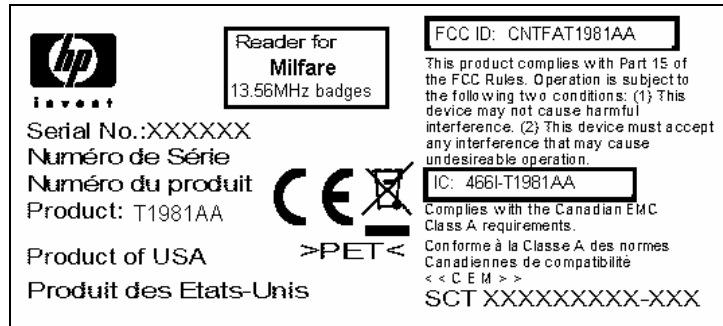 hp
invent
Reader for
Milfare
13.56MHz badges
Serial No.:XXXXXX
Numéro de Série
Numéro du produit
Product: T1981AA
Product of USA
Produit des Etats-Unis
CE
>PET<
FCC ID: CNTFAT1981AA
This product complies with Part 15 of
the FCC Rules. Operation is subject to
the following two conditions: (1) This
device may not cause harmful
interference. (2) This device must accept
any interference that may cause
undesireable operation.
IC: 466I-T1981AA
Complies with the Canadian EMC
Class A requirements.
Conforme à la Classe A des normes
Canadiennes de compatibilité
< < C E M > >
SCT XXXXXXXXX-XXX